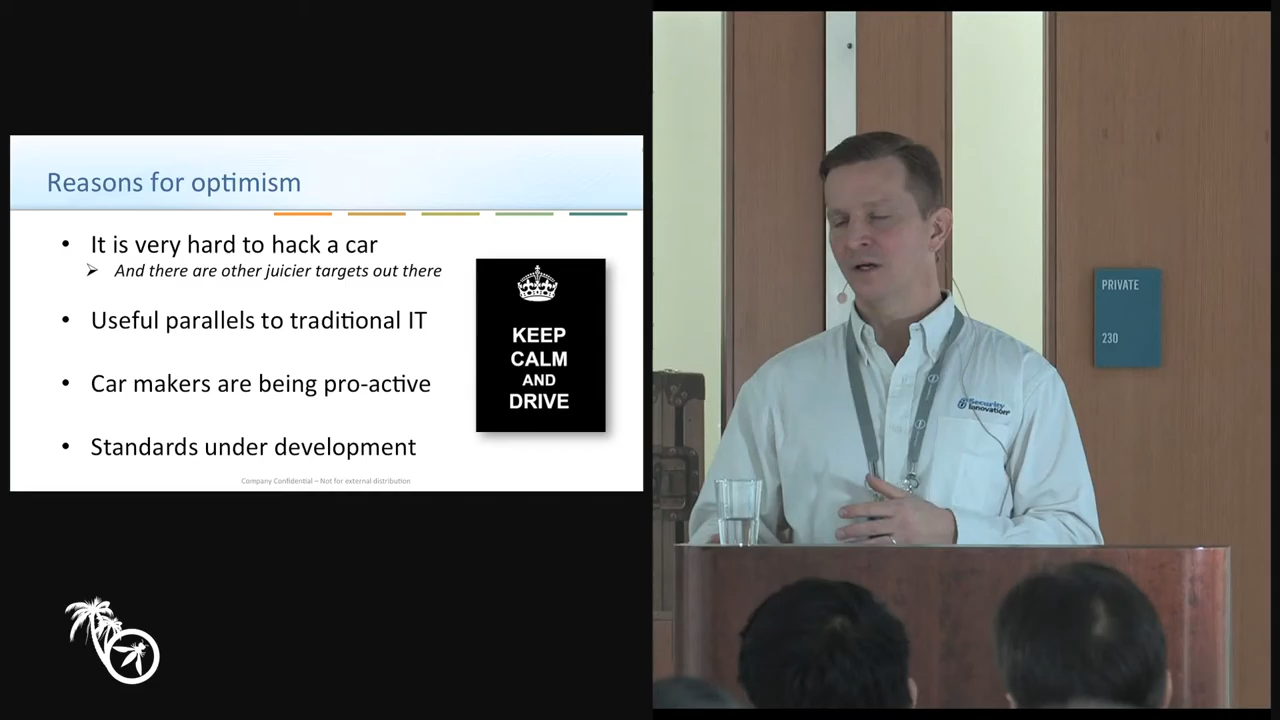 Reasons for optimism
• It is very hard to hack a car
➢ And there are other juicier targets out there
• Useful parallels to traditional IT
• Car makers are being pro-active
• Standards under development
KEEP
CALM
AND
DRIVE
Company Confidential – Not for external distribution
PRIVATE
230
Security
Innovation